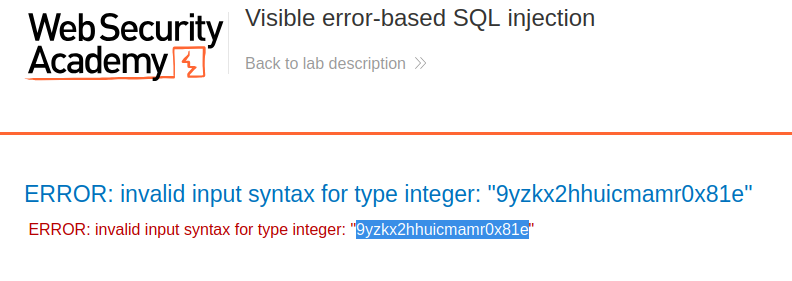 Web Security
Academy
Visible error-based SQL injection
Back to lab description
ERROR: invalid input syntax for type integer: "9yzkx2hhuicmamr0x81e"
ERROR: invalid input syntax for type integer: "9yzkx2hhuicmamr0x81e"